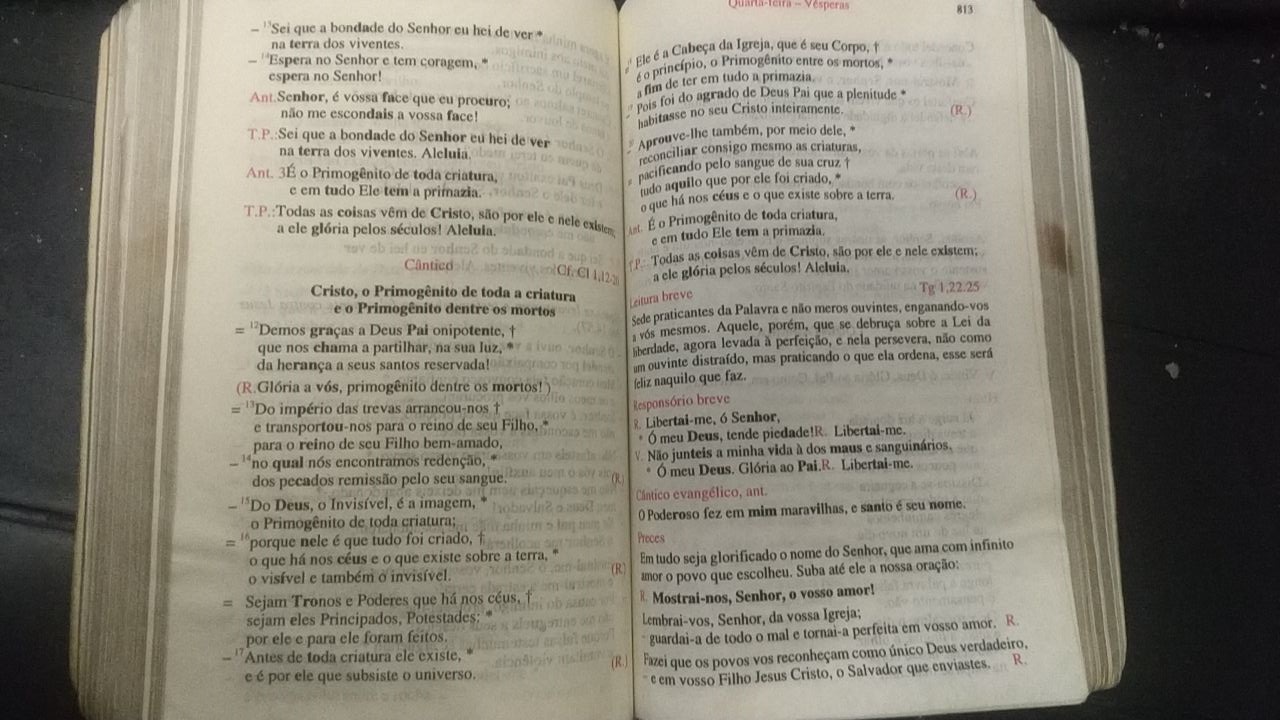 – ¹³Sei que a bondade do Senhor eu hei de ver *
na terra dos viventes.
– ¹⁴Espera no Senhor e tem coragem, *
espera no Senhor!
Ant. Senhor, é vossa face que eu procuro;
não me escondais a vossa face!
T.P.: Sei que a bondade do Senhor eu hei de ver
na terra dos viventes. Aleluia.
Ant. 3 É o Primogênito de toda criatura,
e em tudo Ele tem a primazia.
T.P.: Todas as coisas vêm de Cristo, são por ele e nele existem;
a ele glória pelos séculos! Aleluia.
Cântico Cf. Cl 1,12-20
Cristo, o Primogênito de toda a criatura
e o Primogênito dentre os mortos
= ¹²Demos graças a Deus Pai onipotente, †
que nos chama a partilhar, na sua luz, *
da herança a seus santos reservada!
(R. Glória a vós, primogênito dentre os mortos!)
= ¹³Do império das trevas arrancou-nos †
e transportou-nos para o reino de seu Filho, *
para o reino de seu Filho bem-amado,
– ¹⁴no qual nós encontramos redenção, *
dos pecados remissão pelo seu sangue. (R.)
– ¹⁵Do Deus, o Invisível, é a imagem, *
o Primogênito de toda criatura;
= ¹⁶porque nele é que tudo foi criado, †
o que há nos céus e o que existe sobre a terra, *
o visível e também o invisível. (R)
= Sejam Tronos e Poderes que há nos céus, †
sejam eles Principados, Potestades: *
por ele e para ele foram feitos.
– ¹⁷Antes de toda criatura ele existe, *
e é por ele que subsiste o universo. (R.)
Quarta-feira – Vésperas 813
Ele é a Cabeça da Igreja, que é seu Corpo, †
é o princípio, o Primogênito entre os mortos, *
a fim de ter em tudo a primazia.
Pois foi do agrado de Deus Pai que a plenitude *
habitasse no seu Cristo inteiramente. (R.)
Aprouve-lhe também, por meio dele, *
reconciliar consigo mesmo as criaturas,
= pacificando pelo sangue de sua cruz †
tudo aquilo que por ele foi criado, *
o que há nos céus e o que existe sobre a terra. (R.)
Ant. É o Primogênito de toda criatura,
e em tudo Ele tem a primazia.
T.P.: Todas as coisas vêm de Cristo, são por ele e nele existem;
a ele glória pelos séculos! Aleluia.
Leitura breve Tg 1,22.25
Sede praticantes da Palavra e não meros ouvintes, enganando-vos
a vós mesmos. Aquele, porém, que se debruça sobre a Lei da
liberdade, agora levada à perfeição, e nela persevera, não como
um ouvinte distraído, mas praticando o que ela ordena, esse será
feliz naquilo que faz.
Responsório breve
R. Libertai-me, ó Senhor,
* Ó meu Deus, tende piedade! R. Libertai-me.
V. Não junteis a minha vida à dos maus e sanguinários,
* Ó meu Deus. Glória ao Pai. R. Libertai-me.
Cântico evangélico, ant.
O Poderoso fez em mim maravilhas, e santo é seu nome.
Preces
Em tudo seja glorificado o nome do Senhor, que ama com infinito
amor o povo que escolheu. Suba até ele a nossa oração:
R. Mostrai-nos, Senhor, o vosso amor!
Lembrai-vos, Senhor, da vossa Igreja;
– guardai-a de todo o mal e tornai-a perfeita em vosso amor. R.
Fazei que os povos vos reconheçam como único Deus verdadeiro,
– e em vosso Filho Jesus Cristo, o Salvador que enviastes. R.